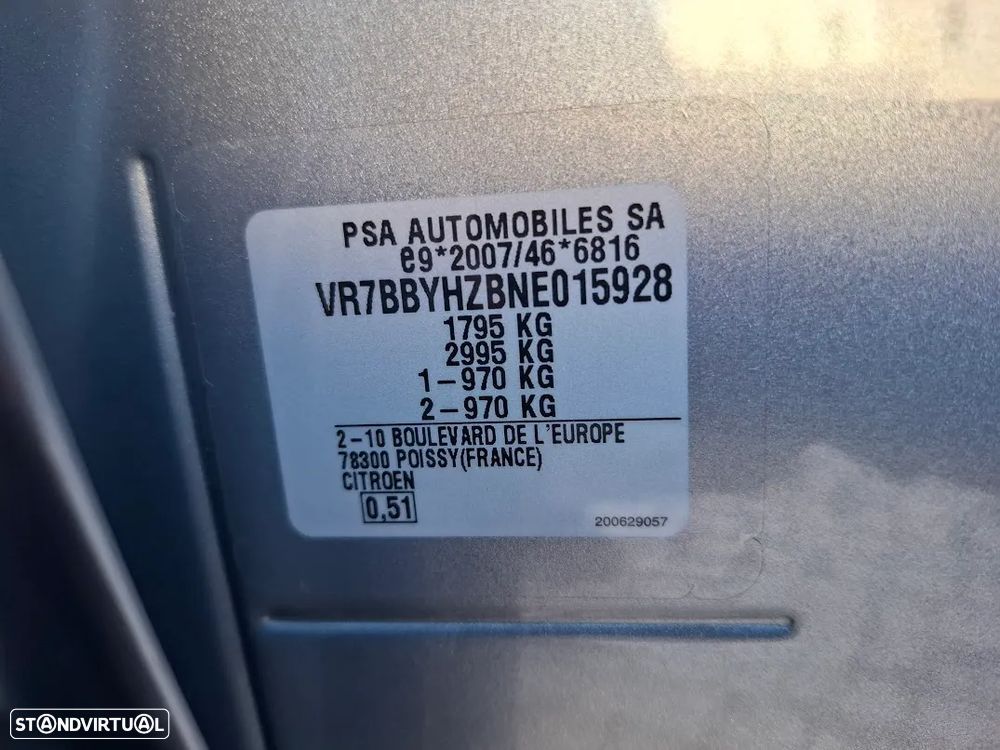 PSA AUTOMOBILES SA
e9*2007/46*6816
VR7BBYHZBNE015928
1795 KG
2995 KG
1-970 KG
2-970 KG
2-10 BOULEVARD DE L'EUROPE
78300 POISSY(FRANCE)
CITROEN
0,51
200629057
STANDVIRTUAL